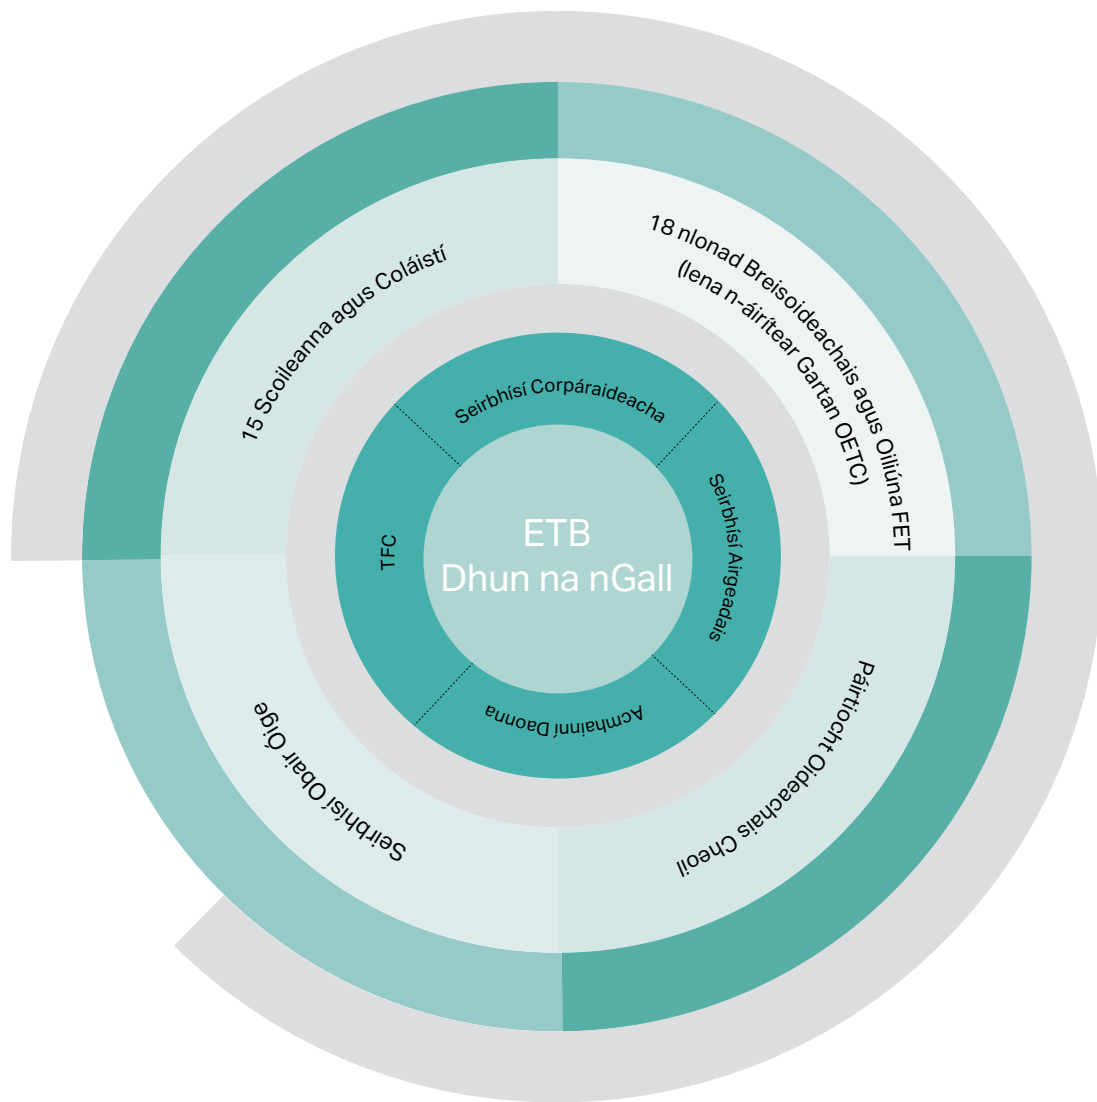 ETB
Dhun na nGall
Seirbhísí Corpáraideacha
Seirbhísí Airgeadais
Acmhainní Daonna
TFC
15 Scoileanna agus Coláistí
18 nIonad Breisoideachais agus Oiliúna FET
(lena n-áirítear Gartan OETC)
Páirtíocht Oideachais Cheoil
Seirbhísí Obair Óige